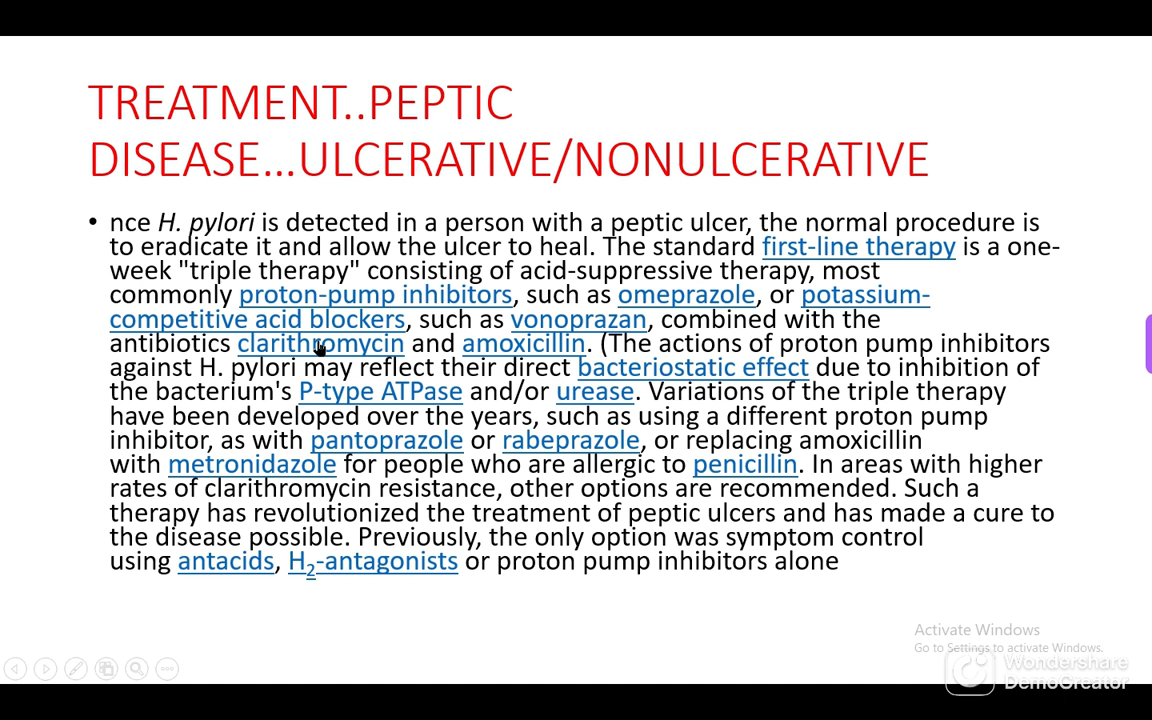 TREATMENT..PEPTIC
DISEASE...ULCERATIVE/NONULCERATIVE
• nce H. pylori is detected in a person with a peptic ulcer, the normal procedure is
to eradicate it and allow the ulcer to heal. The standard first-line therapy is a one-
week "triple therapy" consisting of acid-suppressive therapy, most
commonly proton-pump inhibitors, such as omeprazole, or potassium-
competitive acid blockers, such as vonoprazan, combined with the
antibiotics clarithromycin and amoxicillin. (The actions of proton pump inhibitors
against H. pylori may reflect their direct bacteriostatic effect due to inhibition of
the bacterium's P-type ATPase and/or urease. Variations of the triple therapy
have been developed over the years, such as using a different proton pump
inhibitor, as with pantoprazole or rabeprazole, or replacing amoxicillin
with metronidazole for people who are allergic to penicillin. In areas with higher
rates of clarithromycin resistance, other options are recommended. Such a
therapy has revolutionized the treatment of peptic ulcers and has made a cure to
the disease possible. Previously, the only option was symptom control
using antacids, H2-antagonists or proton pump inhibitors alone
Activate Windows
Go to Settings to activate Windows.
Wondershare
DemoCreator